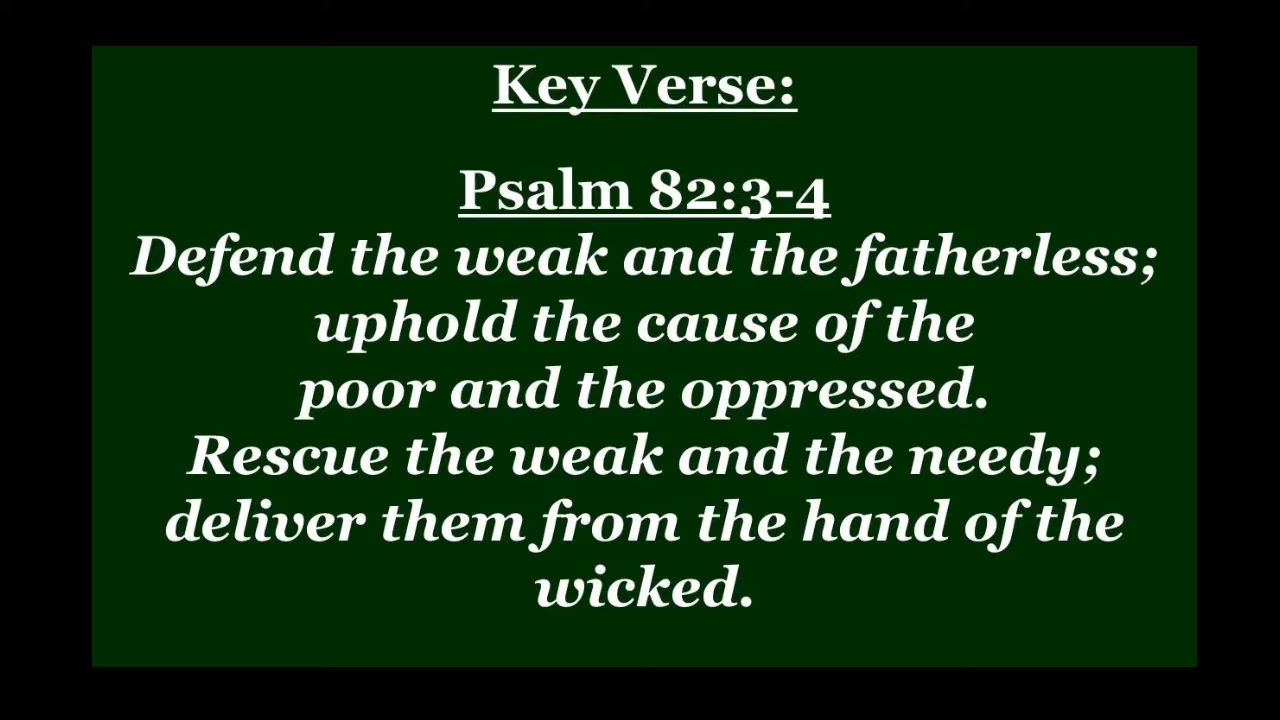 Key Verse:
Psalm 82:3-4
Defend the weak and the fatherless;
uphold the cause of the
poor and the oppressed.
Rescue the weak and the needy;
deliver them from the hand of the
wicked.